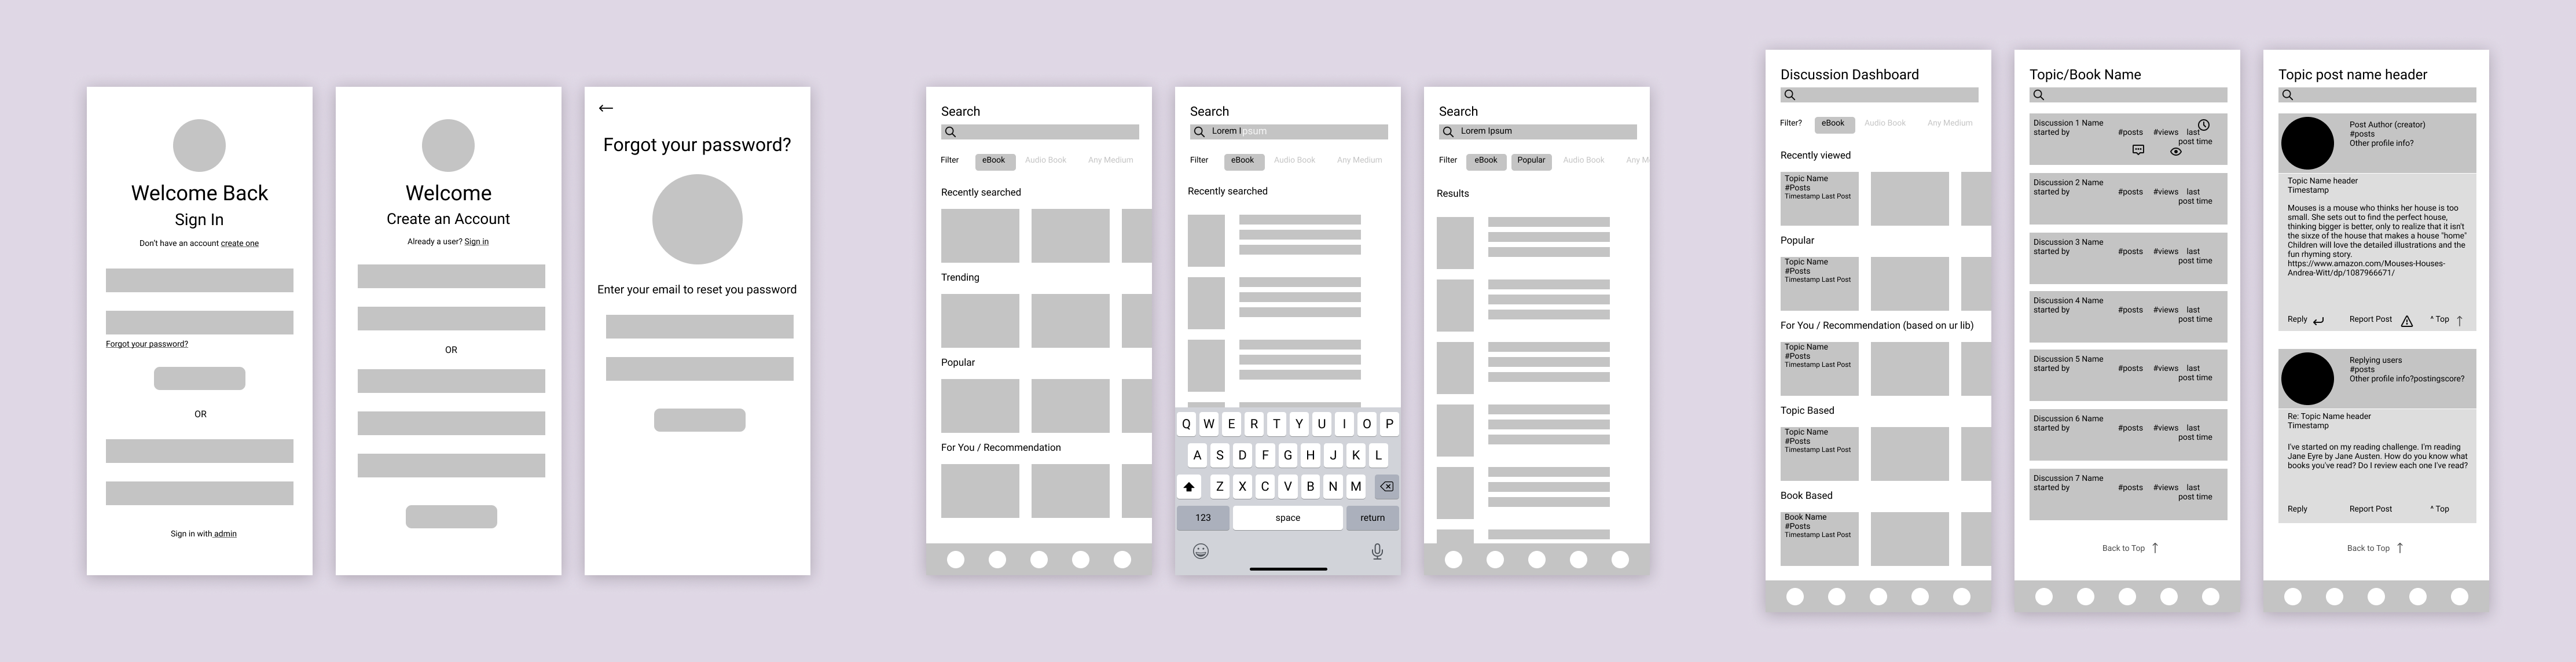 Welcome Back
Sign In
Don't have an account create one
Forgot your password?
OR
Sign in with admin
Welcome
Create an Account
Already a user? Sign in
OR
Forgot your password?
Enter your email to reset you password
Search
Filter eBook Audio Book Any Medium
Recently searched
Trending
Popular
For You / Recommendation
Search
Lorem Ipsum
Filter eBook Audio Book Any Medium
Recently searched
Q W E R T Y U I O P
A S D F G H J K L
Z X C V B N M
123 space return
Search
Lorem Ipsum
Filter eBook Popular Audio Book Any M
Results
Discussion Dashboard
Filter? eBook Audio Book Any Medium
Recently viewed
Topic Name
#Posts
Timestamp Last Post
Popular
Topic Name
#Posts
Timestamp Last Post
For You / Recommendation (based on ur lib)
Topic Name
#Posts
Timestamp Last Post
Topic Based
Topic Name
#Posts
Timestamp Last Post
Book Based
Book Name
#Posts
Timestamp Last Post
Topic/Book Name
Discussion 1 Name
started by #posts #views last
post time
Discussion 2 Name
started by #posts #views last
post time
Discussion 3 Name
started by #posts #views last
post time
Discussion 4 Name
started by #posts #views last
post time
Discussion 5 Name
started by #posts #views last
post time
Discussion 6 Name
started by #posts #views last
post time
Discussion 7 Name
started by #posts #views last
post time
Back to Top
Topic post name header
Post Author (creator)
#posts
Other profile info?
Topic Name header
Timestamp
Mouses is a mouse who thinks her house is too
small. She sets out to find the perfect house,
thinking bigger is better, only to realize that it isn't
the sixze of the house that makes a house "home"
Children will love the detailed illustrations and the
fun rhyming story.
https://www.amazon.com/Mouses-Houses-
Andrea-Witt/dp/1087966671/
Reply Report Post ^ Top
Replying users
#posts
Other profile info?postingscore?
Re: Topic Name header
Timestamp
I've started on my reading challenge. I'm reading
Jane Eyre by Jane Austen. How do you know what
books you've read? Do I review each one I've read?
Reply Report Post ^ Top
Back to Top